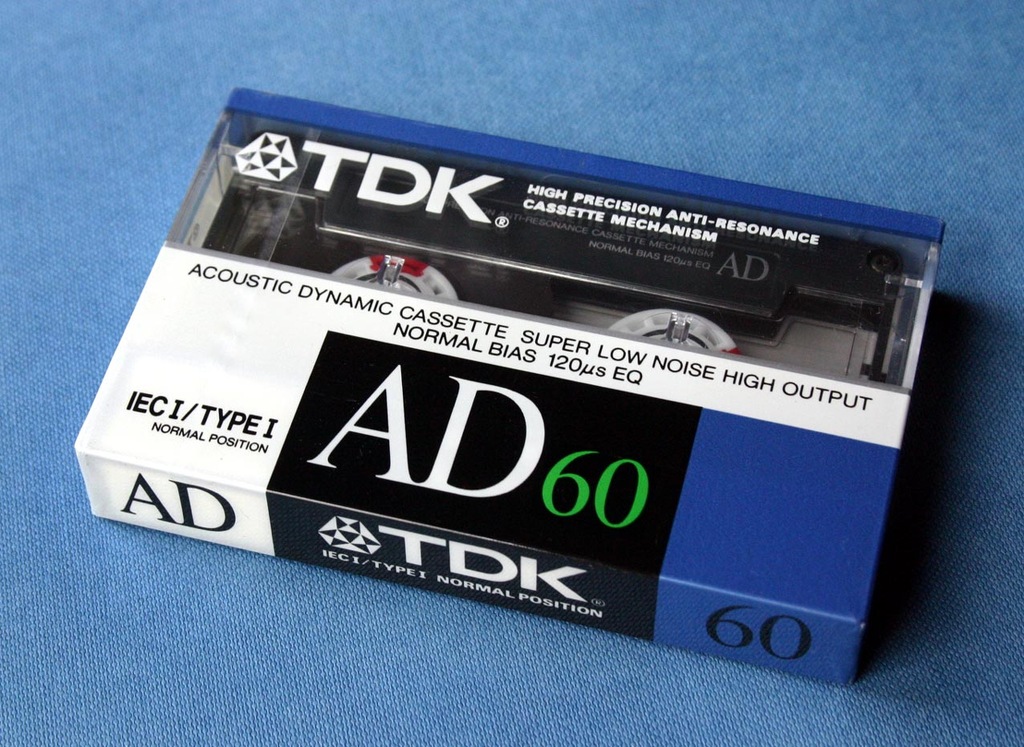 TDK®
HIGH PRECISION ANTI-RESONANCE
CASSETTE MECHANISM
ANTI-RESONANCE CASSETTE MECHANISM
NORMAL BIAS 120µs EQ AD
ACOUSTIC DYNAMIC CASSETTE SUPER LOW NOISE HIGH OUTPUT
NORMAL BIAS 120µs EQ
IEC I/TYPE I
NORMAL POSITION
AD 60
AD
TDK®
IEC I/TYPE I NORMAL POSITION
60